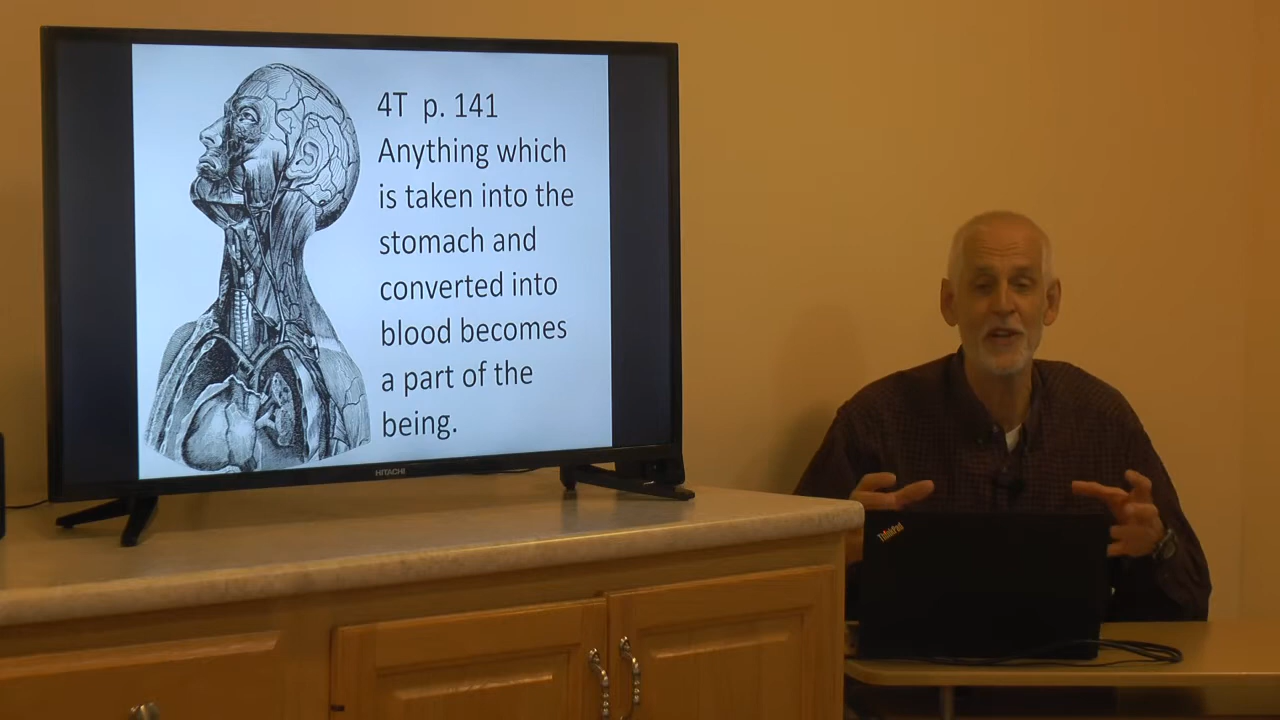 4T p. 141
Anything which
is taken into the
stomach and
converted into
blood becomes
a part of the
being.
HITACHI
ThinkPad